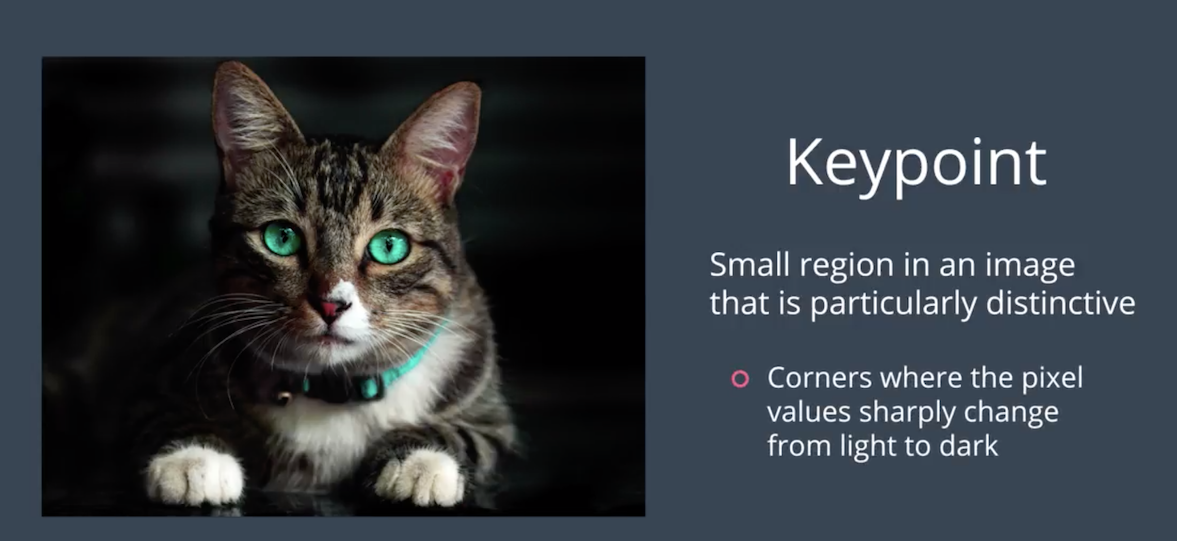 Keypoint
Small region in an image
that is particularly distinctive
Corners where the pixel
values sharply change
from light to dark